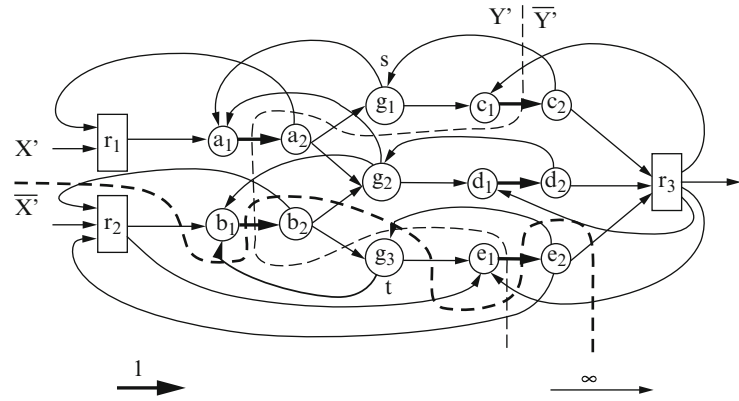 Y' Y̅'
s
g₁ c₁ c₂
r₁ a₁ a₂
X'
g₂ d₁ d₂ r₃
X̅'
r₂ b₁ b₂
g₃ e₁ e₂
t
1 ∞